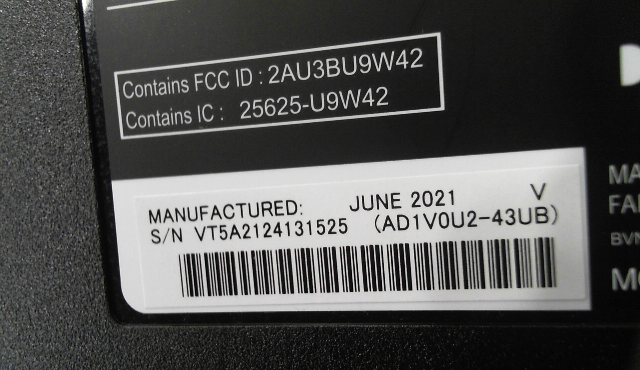 Contains FCC ID : 2AU3BU9W42
Contains IC : 25625-U9W42
MANUFACTURED: JUNE 2021 V
S/N VT5A2124131525 (AD1V0U2-43UB)